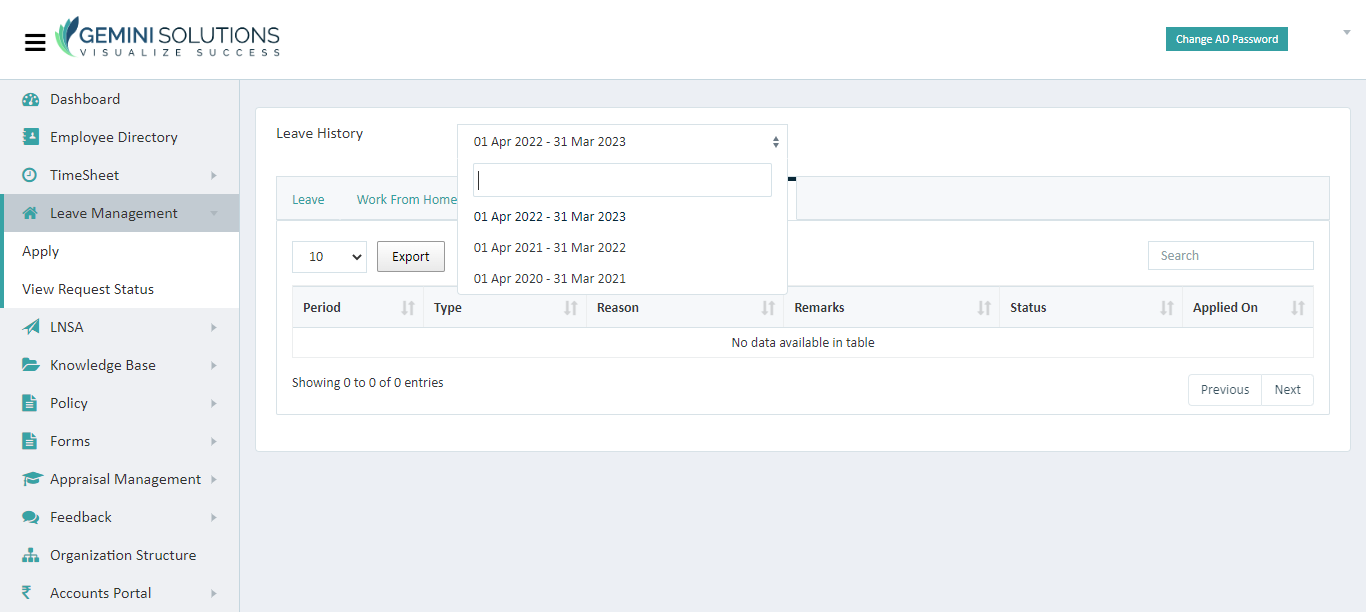 GEMINI SOLUTIONS
VISUALIZE SUCCESS
Change AD Password
Dashboard
Employee Directory
TimeSheet
Leave Management
Apply
View Request Status
LNSA
Knowledge Base
Policy
Forms
Appraisal Management
Feedback
Organization Structure
₹ Accounts Portal
Leave History
01 Apr 2022 - 31 Mar 2023
01 Apr 2022 - 31 Mar 2023
01 Apr 2021 - 31 Mar 2022
01 Apr 2020 - 31 Mar 2021
Leave Work From Home
10 Export Search
Period Type Reason Remarks Status Applied On
No data available in table
Showing 0 to 0 of 0 entries
Previous Next